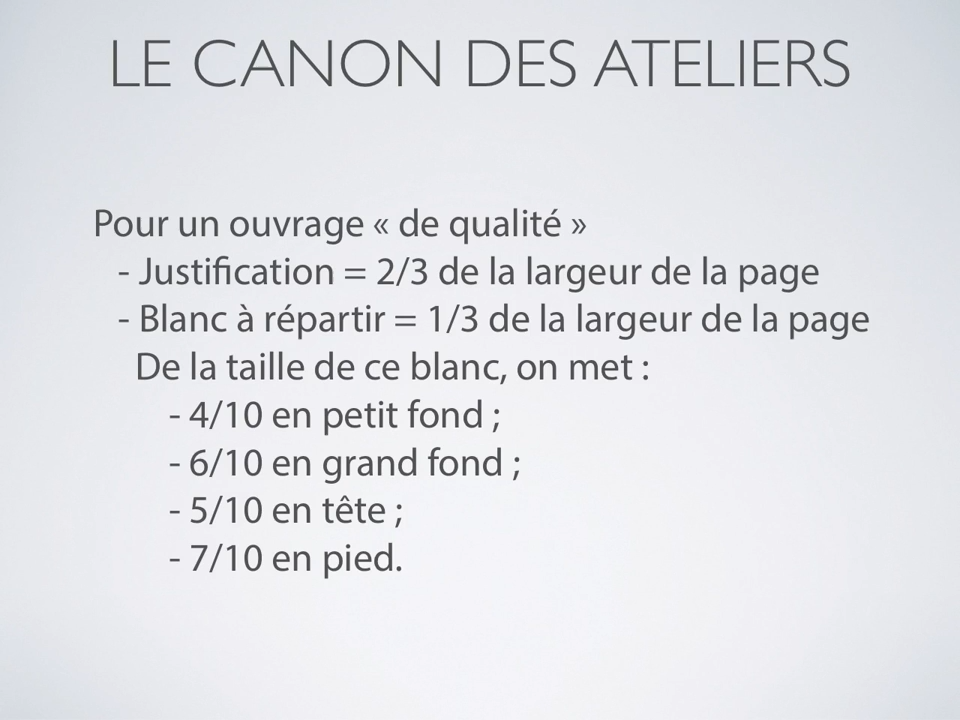 LE CANON DES ATELIERS
Pour un ouvrage « de qualité »
- Justification = 2/3 de la largeur de la page
- Blanc à répartir = 1/3 de la largeur de la page
De la taille de ce blanc, on met :
- 4/10 en petit fond ;
- 6/10 en grand fond ;
- 5/10 en tête ;
- 7/10 en pied.